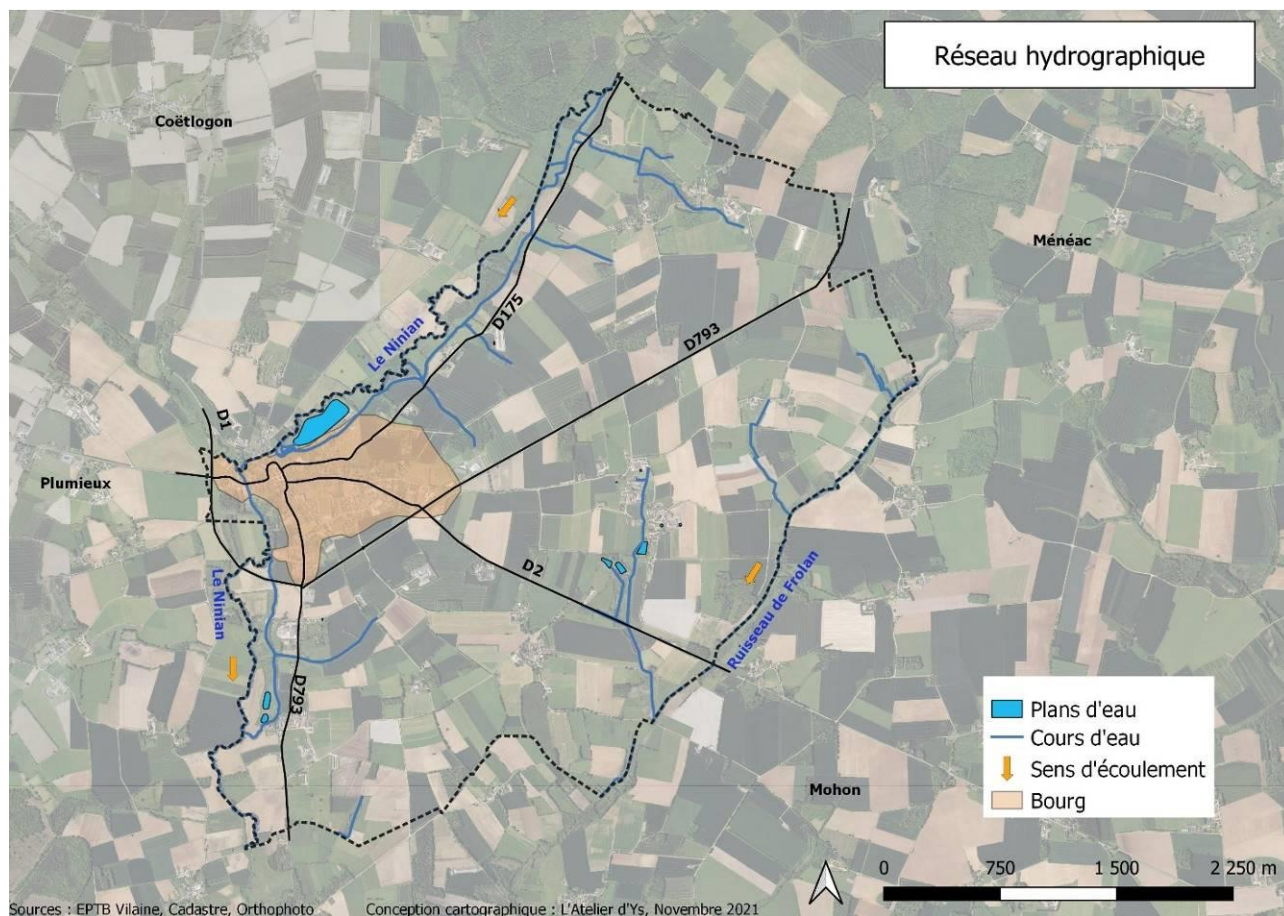 Réseau hydrographique
Coëtlogon
Ménéac
Le Ninian
D175
D793
D1
Plumieux
D2
Le Ninian
Ruisseau de Frolan
D793
Mohon
Plans d'eau
Cours d'eau
Sens d'écoulement
Bourg
0 750 1 500 2 250 m
Sources : EPTB Vilaine, Cadastre, Orthophoto Conception cartographique : L'Atelier d'Ys, Novembre 2021